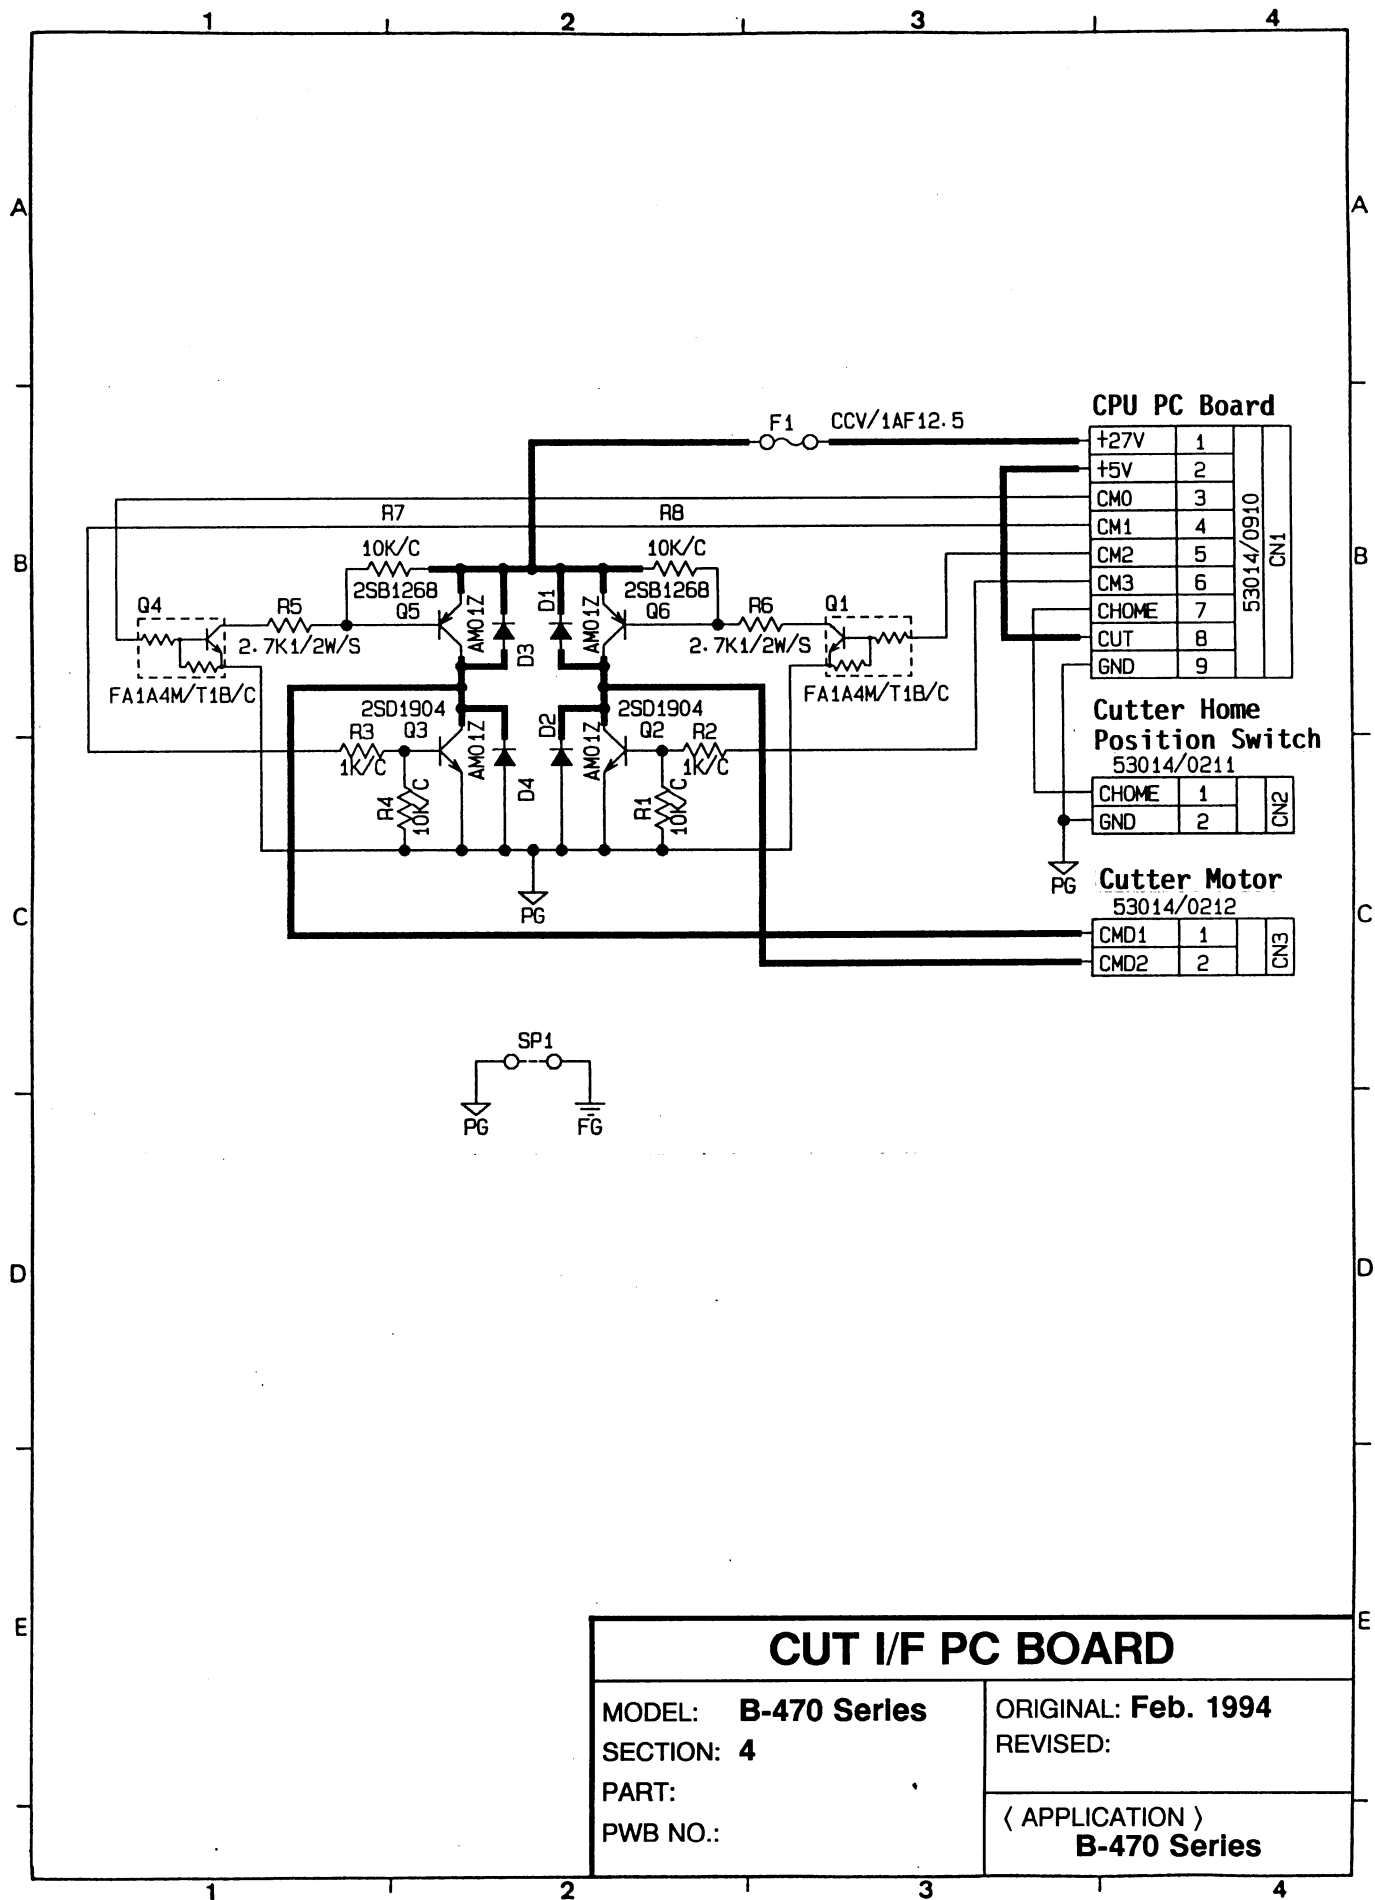 1 2 3 4
A A
CPU PC Board
F1 CCV/1AF12.5
+27V 1
+5V 2
CM0 3
CM1 4
CM2 5
CM3 6
CHOME 7
CUT 8
GND 9
53014/0910
CN1
R7 R8
B B
10K/C 10K/C
2SB1268 2SB1268
Q4 R5 Q5 AM01Z D3 D1 AM01Z Q6 R6 Q1
2.7K1/2W/S 2.7K1/2W/S
FA1A4M/T1B/C FA1A4M/T1B/C
2SD1904 2SD1904
R3 Q3 AM01Z D4 D2 AM01Z Q2 R2
1K/C 1K/C
R4 10K/C R1 10K/C
PG
Cutter Home
Position Switch
53014/0211
CHOME 1
GND 2
CN2
PG
Cutter Motor
53014/0212
C C
CMD1 1
CMD2 2
CN3
SP1
PG FG
D D
E E
CUT I/F PC BOARD
MODEL: B-470 Series
SECTION: 4
PART:
PWB NO.:
ORIGINAL: Feb. 1994
REVISED:
〈 APPLICATION 〉
B-470 Series
1 2 3 4